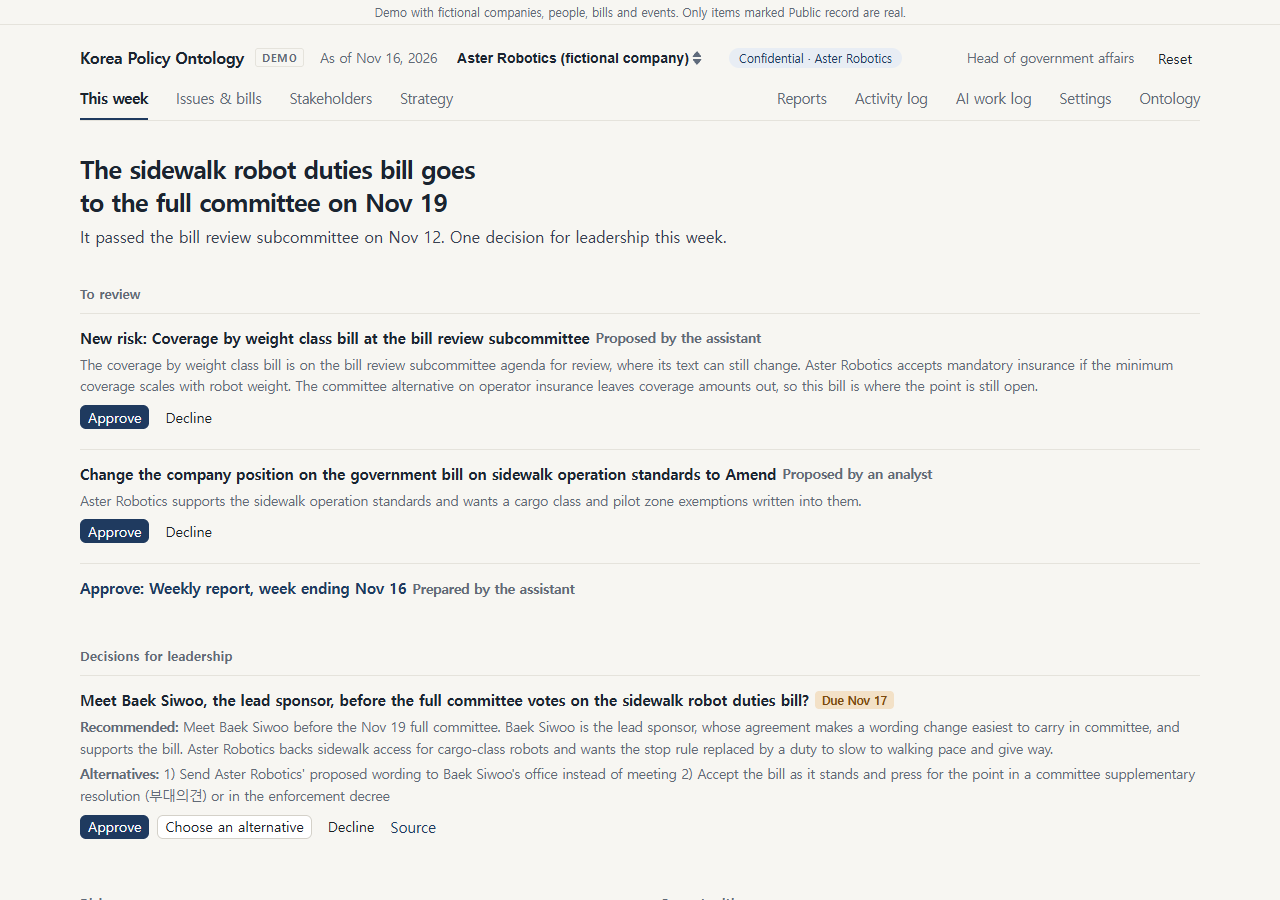 Demo with fictional companies, people, bills and events. Only items marked Public record are real.
Korea Policy Ontology DEMO As of Nov 16, 2026 Aster Robotics (fictional company) Confidential · Aster Robotics Head of government affairs Reset
This week Issues & bills Stakeholders Strategy Reports Activity log AI work log Settings Ontology
The sidewalk robot duties bill goes
to the full committee on Nov 19
It passed the bill review subcommittee on Nov 12. One decision for leadership this week.
To review
New risk: Coverage by weight class bill at the bill review subcommittee Proposed by the assistant
The coverage by weight class bill is on the bill review subcommittee agenda for review, where its text can still change. Aster Robotics accepts mandatory insurance if the minimum
coverage scales with robot weight. The committee alternative on operator insurance leaves coverage amounts out, so this bill is where the point is still open.
Approve Decline
Change the company position on the government bill on sidewalk operation standards to Amend Proposed by an analyst
Aster Robotics supports the sidewalk operation standards and wants a cargo class and pilot zone exemptions written into them.
Approve Decline
Approve: Weekly report, week ending Nov 16 Prepared by the assistant
Decisions for leadership
Meet Baek Siwoo, the lead sponsor, before the full committee votes on the sidewalk robot duties bill? Due Nov 17
Recommended: Meet Baek Siwoo before the Nov 19 full committee. Baek Siwoo is the lead sponsor, whose agreement makes a wording change easiest to carry in committee, and
supports the bill. Aster Robotics backs sidewalk access for cargo-class robots and wants the stop rule replaced by a duty to slow to walking pace and give way.
Alternatives: 1) Send Aster Robotics' proposed wording to Baek Siwoo's office instead of meeting 2) Accept the bill as it stands and press for the point in a committee supplementary
resolution (부대의견) or in the enforcement decree
Approve Choose an alternative Decline Source